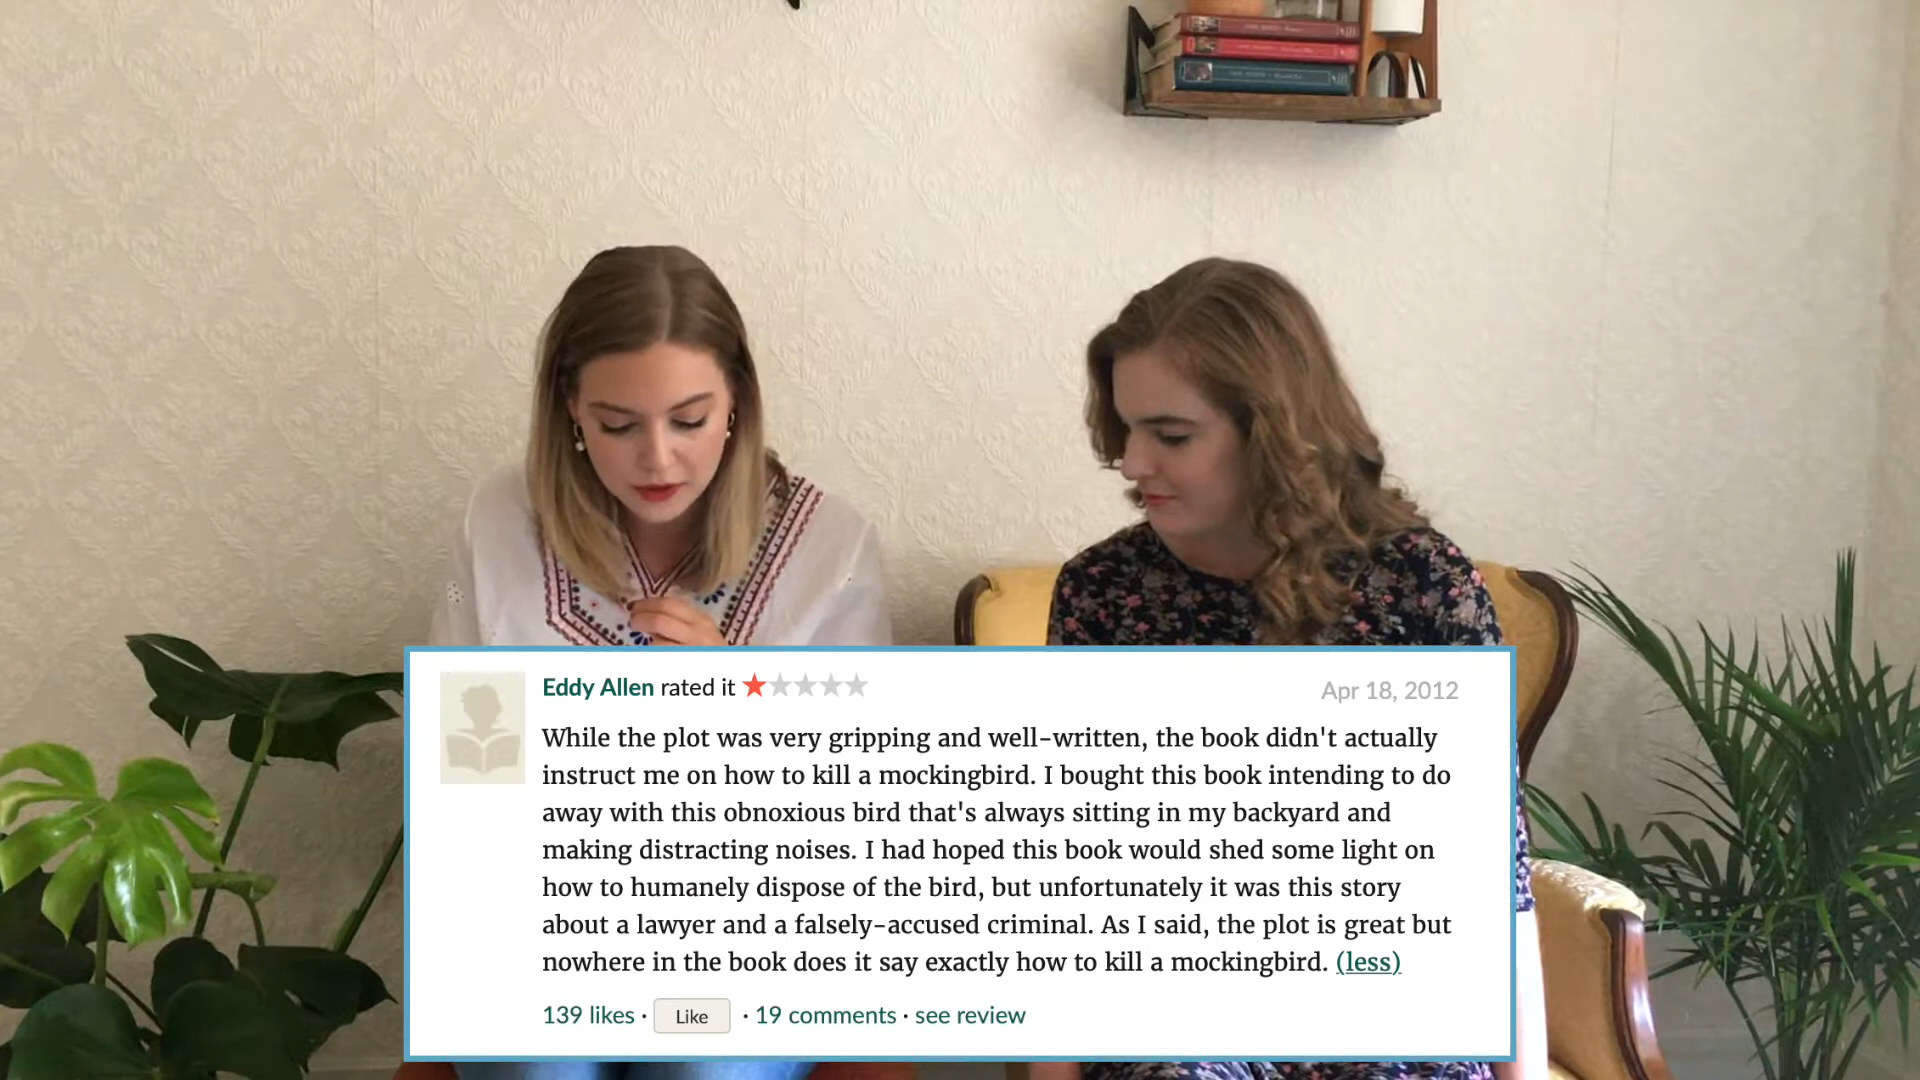 Eddy Allen rated it
Apr 18, 2012
While the plot was very gripping and well-written, the book didn't actually
instruct me on how to kill a mockingbird. I bought this book intending to do
away with this obnoxious bird that's always sitting in my backyard and
making distracting noises. I had hoped this book would shed some light on
how to humanely dispose of the bird, but unfortunately it was this story
about a lawyer and a falsely-accused criminal. As I said, the plot is great but
nowhere in the book does it say exactly how to kill a mockingbird. (less)
139 likes · Like · 19 comments · see review